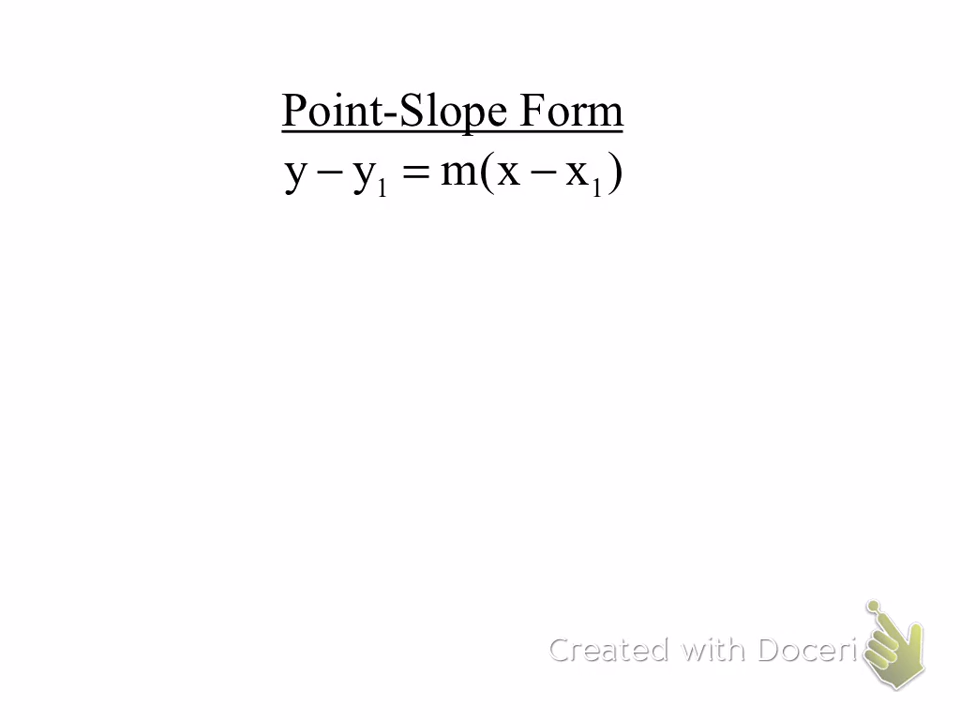 Point-Slope Form
y − y₁ = m(x − x₁)
Created with Doceri